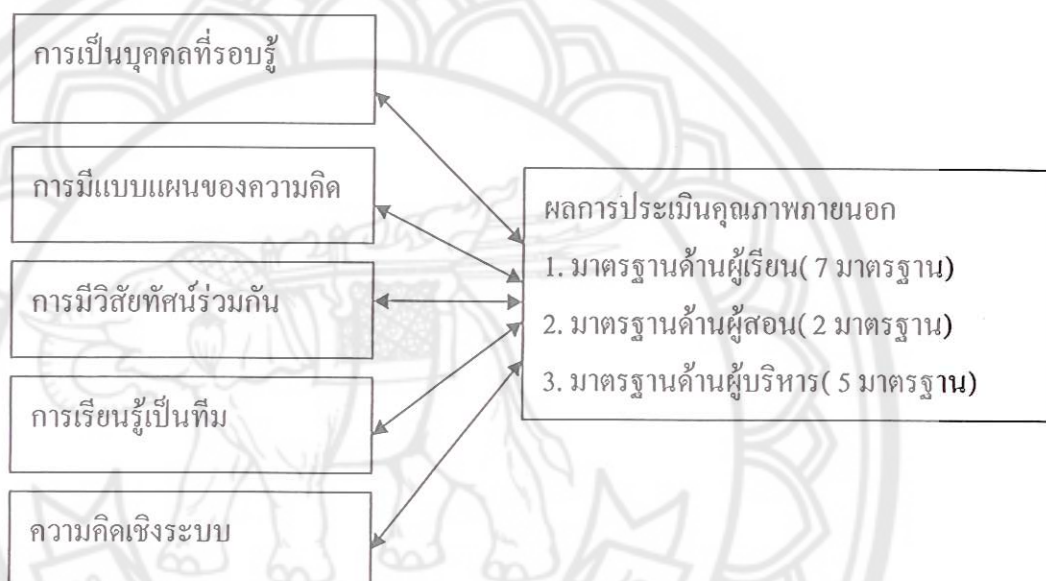 การเป็นบุคคลที่รอบรู้
การมีแบบแผนของความคิด
การมีวิสัยทัศน์ร่วมกัน
การเรียนรู้เป็นทีม
ความคิดเชิงระบบ
ผลการประเมินคุณภาพภายนอก
1. มาตรฐานด้านผู้เรียน( 7 มาตรฐาน)
2. มาตรฐานด้านผู้สอน( 2 มาตรฐาน)
3. มาตรฐานด้านผู้บริหาร( 5 มาตรฐาน)